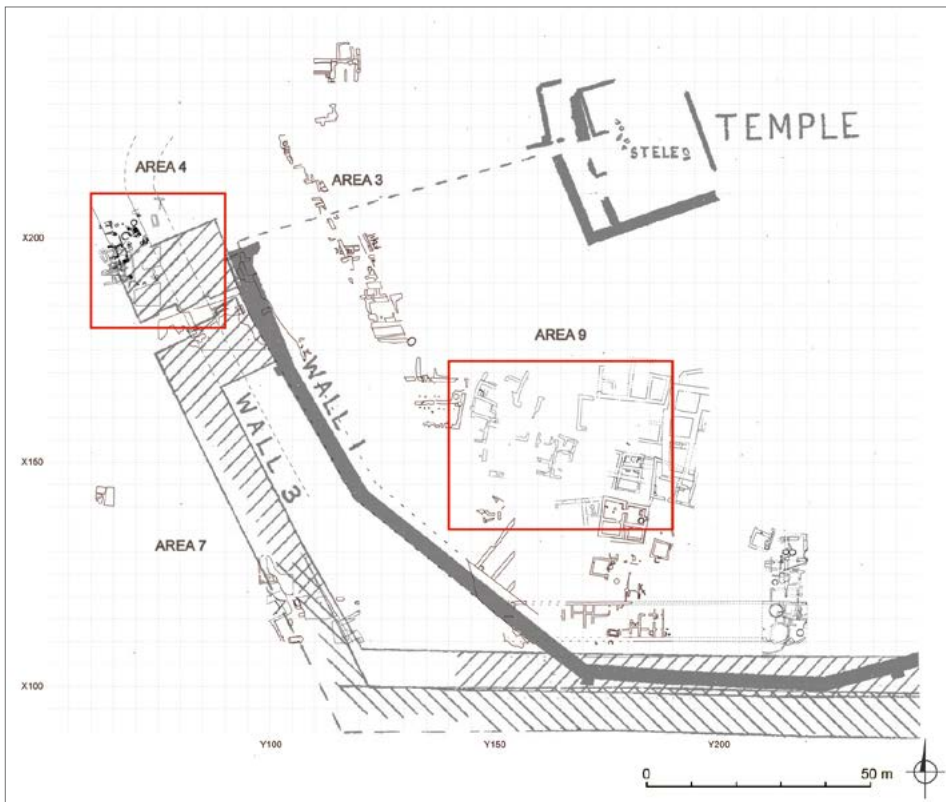 TEMPLE
STELES
AREA 4
AREA 3
X200
AREA 9
WALL 1
WALL 3
X150
AREA 7
X100
Y100
Y150
Y200
0
50 m